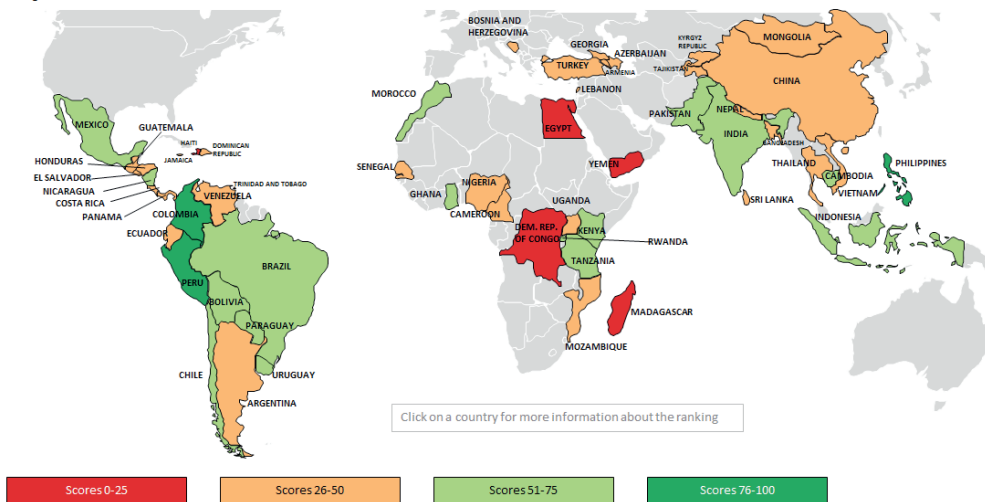 BOSNIA AND
HERZEGOVINA
GEORGIA
AZERBAIJAN
KYRGYZ
REPUBLIC
MONGOLIA
TURKEY
ARMENIA
TAJIKISTAN
CHINA
LEBANON
MOROCCO
PAKISTAN
NEPAL
MEXICO
GUATEMALA
EGYPT
INDIA
HAITI
DOMINICAN
REPUBLIC
BANGLADESH
HONDURAS
JAMAICA
YEMEN
THAILAND
PHILIPPINES
SENEGAL
EL SALVADOR
CAMBODIA
NICARAGUA
TRINIDAD AND TOBAGO
NIGERIA
GHANA
VENEZUELA
VIETNAM
COSTA RICA
UGANDA
SRI LANKA
PANAMA
COLOMBIA
CAMEROON
INDONESIA
ECUADOR
DEM. REP.
OF CONGO
KENYA
RWANDA
BRAZIL
TANZANIA
PERU
BOLIVIA
MADAGASCAR
PARAGUAY
MOZAMBIQUE
CHILE
URUGUAY
ARGENTINA
Click on a country for more information about the ranking
Scores 0-25
Scores 26-50
Scores 51-75
Scores 76-100